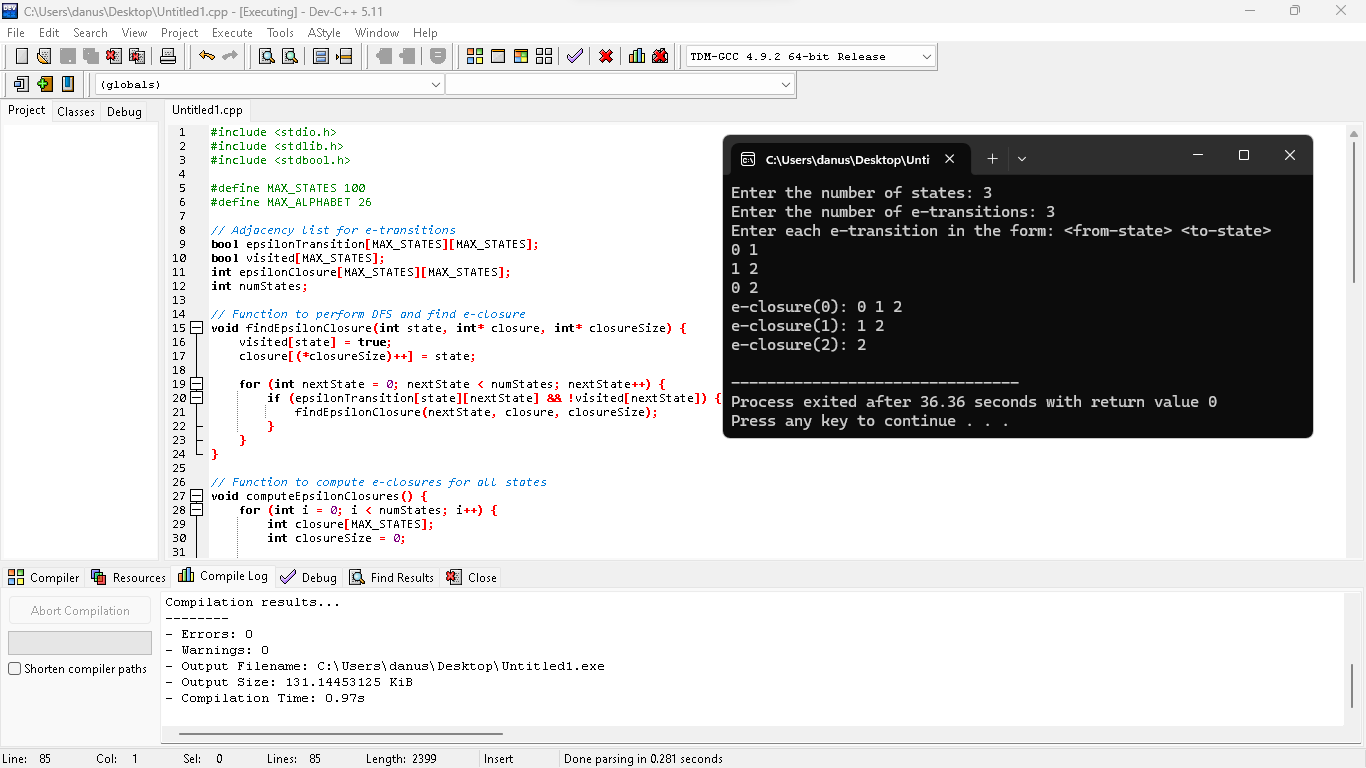 C:\Users\danus\Desktop\Untitled1.cpp - [Executing] - Dev-C++ 5.11
File Edit Search View Project Execute Tools AStyle Window Help
TDM-GCC 4.9.2 64-bit Release
(globals)
Project Classes Debug
Untitled1.cpp
1 #include <stdio.h>
2 #include <stdlib.h>
3 #include <stdbool.h>
4
5 #define MAX_STATES 100
6 #define MAX_ALPHABET 26
7
8 // Adjacency list for e-transitions
9 bool epsilonTransition[MAX_STATES][MAX_STATES];
10 bool visited[MAX_STATES];
11 int epsilonClosure[MAX_STATES][MAX_STATES];
12 int numStates;
13
14 // Function to perform DFS and find e-closure
15 void findEpsilonClosure(int state, int* closure, int* closureSize) {
16 visited[state] = true;
17 closure[(*closureSize)++] = state;
18
19 for (int nextState = 0; nextState < numStates; nextState++) {
20 if (epsilonTransition[state][nextState] && !visited[nextState]) {
21 findEpsilonClosure(nextState, closure, closureSize);
22 }
23 }
24 }
25
26 // Function to compute e-closures for all states
27 void computeEpsilonClosures() {
28 for (int i = 0; i < numStates; i++) {
29 int closure[MAX_STATES];
30 int closureSize = 0;
31
C:\Users\danus\Desktop\Unti
Enter the number of states: 3
Enter the number of e-transitions: 3
Enter each e-transition in the form: <from-state> <to-state>
0 1
1 2
0 2
e-closure(0): 0 1 2
e-closure(1): 1 2
e-closure(2): 2
--------------------------------
Process exited after 36.36 seconds with return value 0
Press any key to continue . . .
Compiler Resources Compile Log Debug Find Results Close
Abort Compilation
Shorten compiler paths
Compilation results...
--------
- Errors: 0
- Warnings: 0
- Output Filename: C:\Users\danus\Desktop\Untitled1.exe
- Output Size: 131.14453125 KiB
- Compilation Time: 0.97s
Line: 85 Col: 1 Sel: 0 Lines: 85 Length: 2399 Insert Done parsing in 0.281 seconds